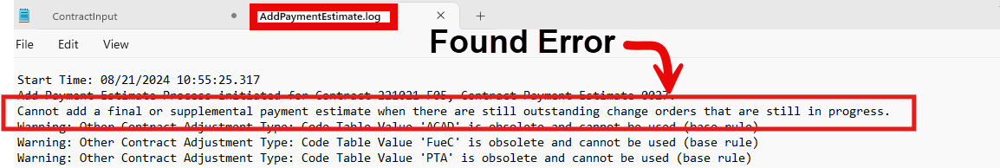 ContractInput
AddPaymentEstimate.log
File Edit View
Found Error
Start Time: 08/21/2024 10:55:25.317
Add Payment Estimate Process initiated for Contract 221021-F05, Contract Payment Estimate 0027.
Cannot add a final or supplemental payment estimate when there are still outstanding change orders that are still in progress.
Warning: Other Contract Adjustment Type: Code Table Value 'ACAD' is obsolete and cannot be used (base rule)
Warning: Other Contract Adjustment Type: Code Table Value 'FueC' is obsolete and cannot be used (base rule)
Warning: Other Contract Adjustment Type: Code Table Value 'PTA' is obsolete and cannot be used (base rule)